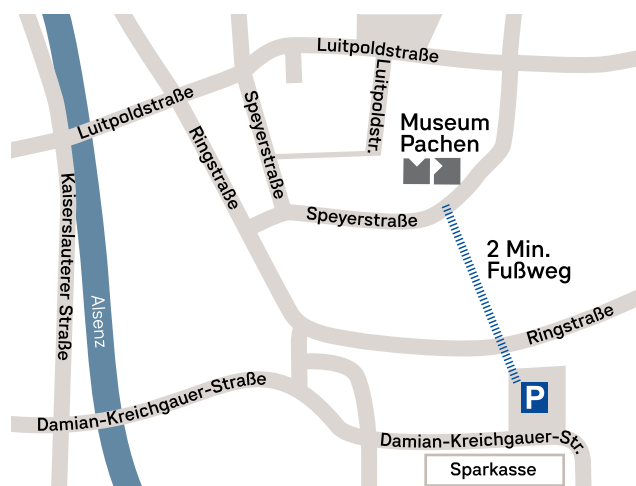 Luitpoldstraße
Luitpoldstraße
Luitpoldstr.
Speyerstraße
Ringstraße
Museum
Pachen
Kaiserslauterer Straße
Speyerstraße
2 Min.
Fußweg
Alsenz
Ringstraße
Damian-Kreichgauer-Straße
P
Damian-Kreichgauer-Str.
Sparkasse